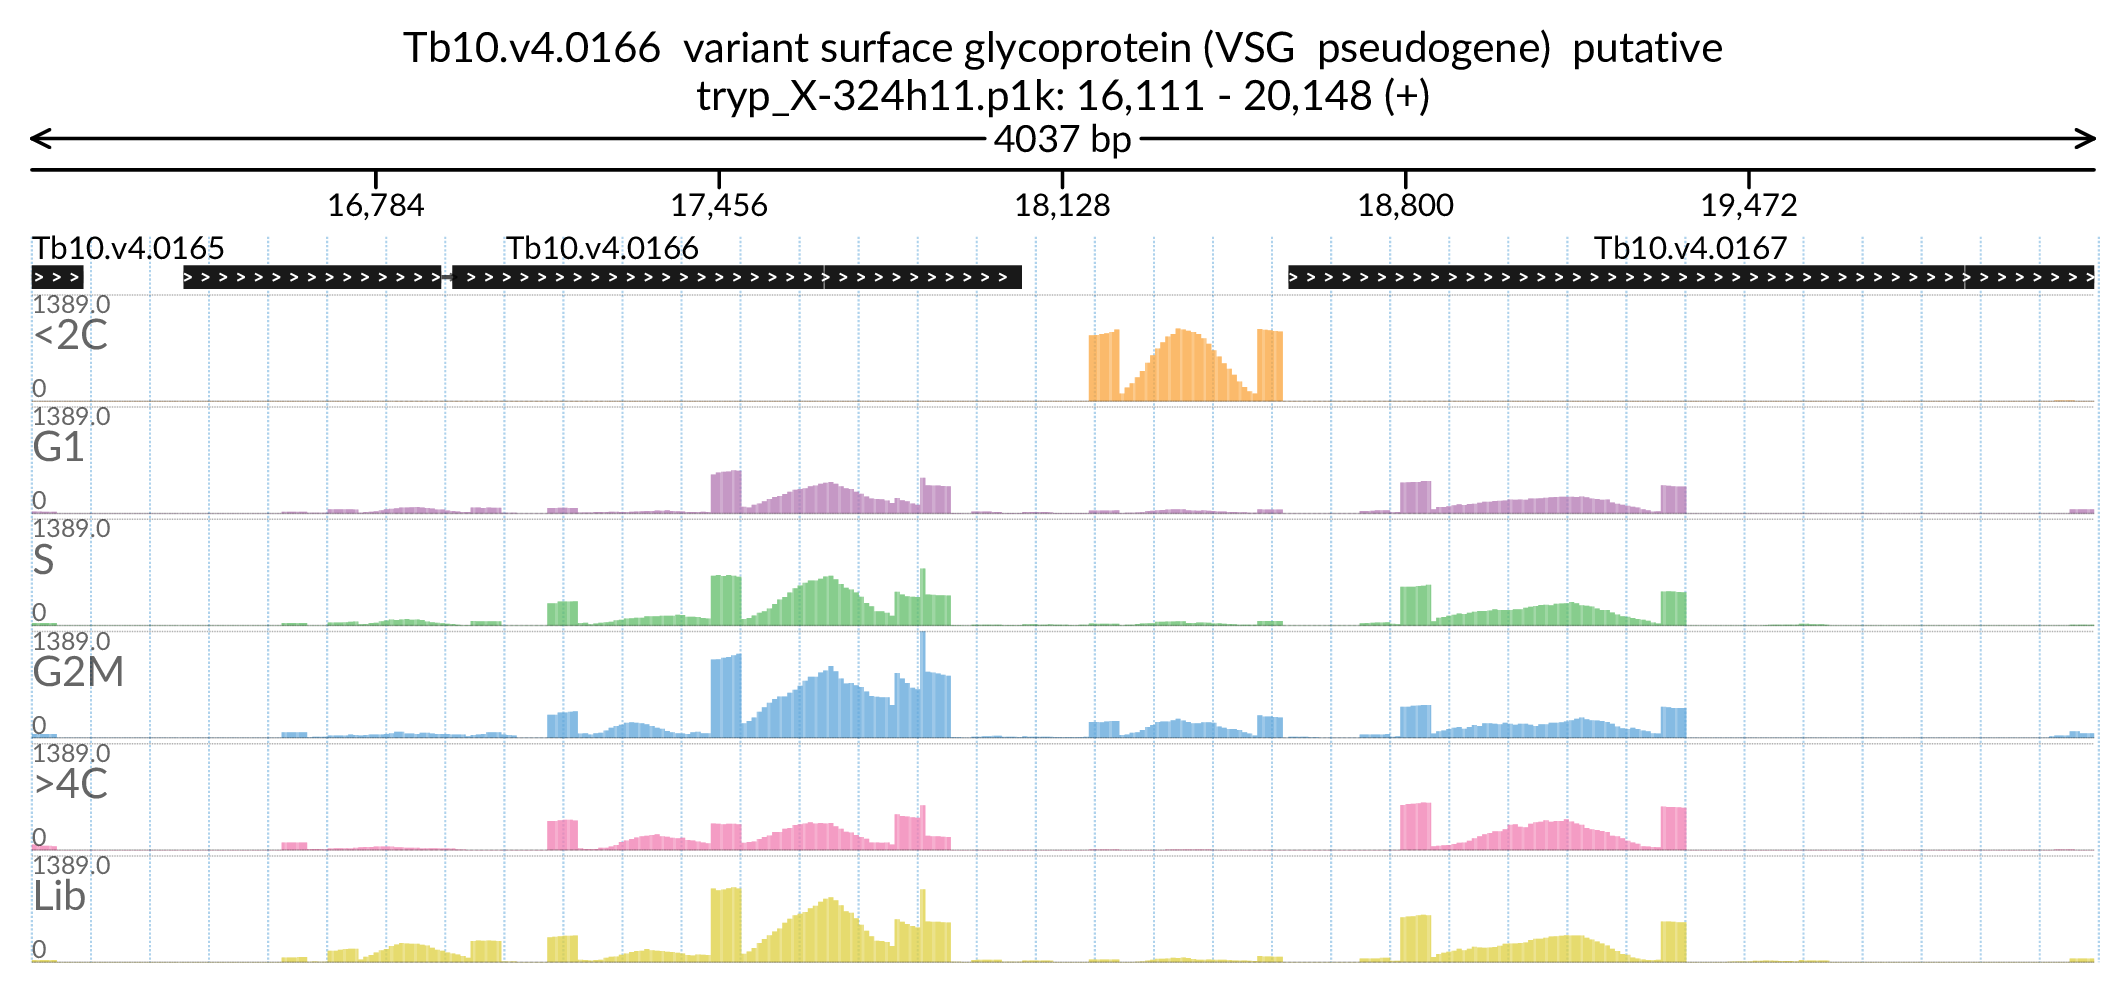 Tb10.v4.0166 variant surface glycoprotein (VSG pseudogene) putative
tryp_X-324h11.p1k: 16,111 - 20,148 (+)
4037 bp
16,784 17,456 18,128 18,800 19,472
Tb10.v4.0165 Tb10.v4.0166 Tb10.v4.0167
1389.0
<2C
0
1389.0
G1
0
1389.0
S
0
1389.0
G2M
0
1389.0
>4C
0
1389.0
Lib
0